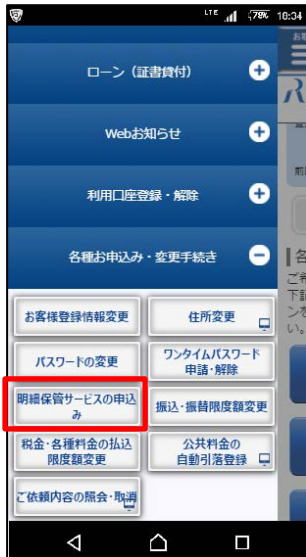 LTE 78% 18:34
ローン（証書貸付）
Webお知らせ
利用口座登録・解除
各種お申込み・変更手続き
お客様登録情報変更
住所変更
パスワードの変更
ワンタイムパスワード
申請・解除
明細保管サービスの申込
み
振込・振替限度額変更
税金・各種料金の払込
限度額変更
公共料金の
自動引落登録
ご依頼内容の照会・取消